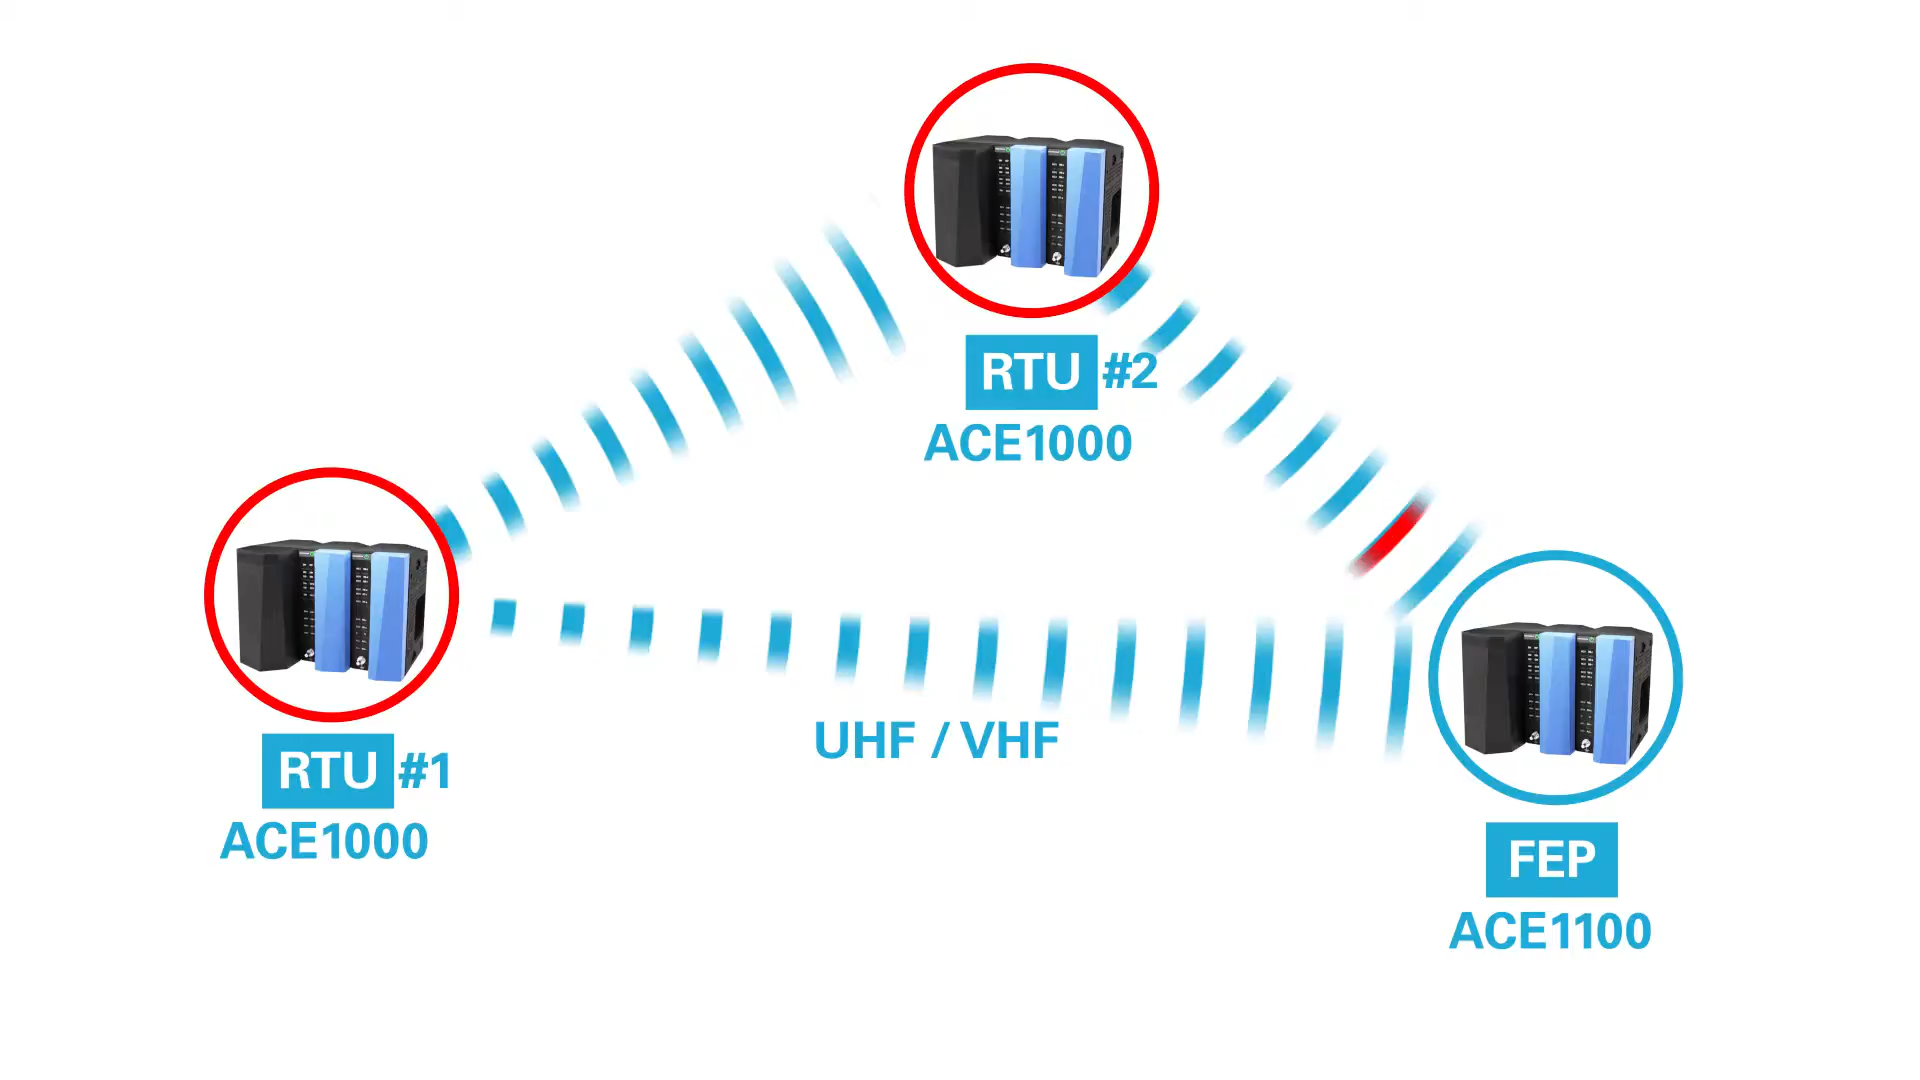 RTU #2
ACE1000
UHF / VHF
RTU #1
ACE1000
FEP
ACE1100